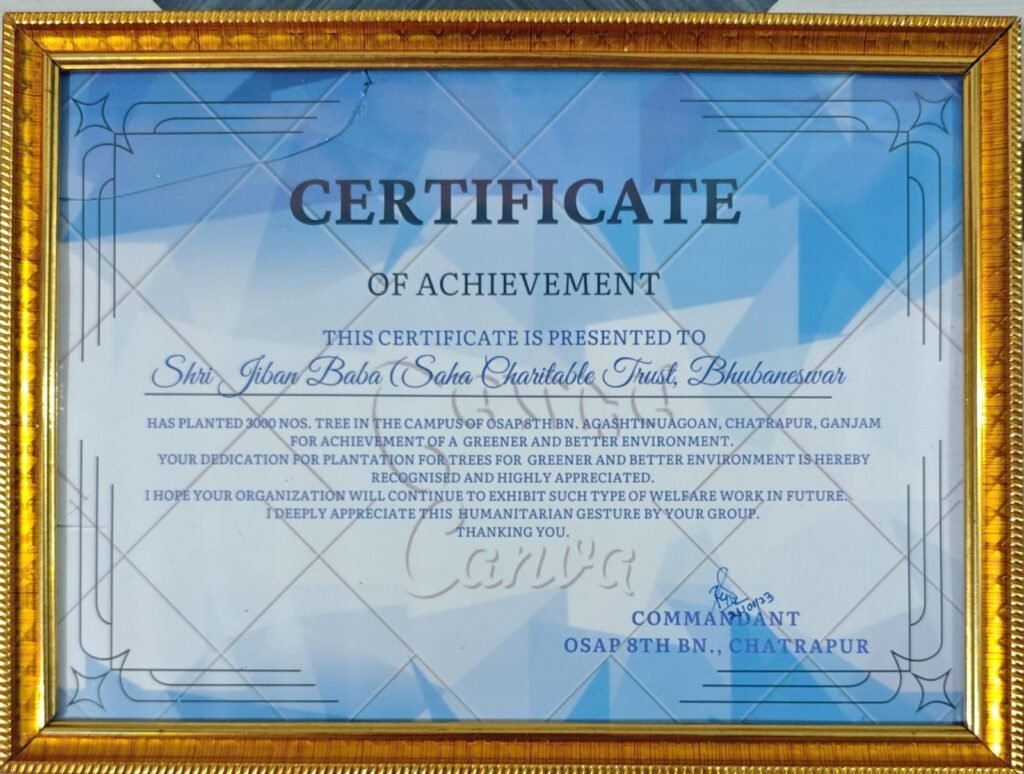 CERTIFICATE
OF ACHIEVEMENT
THIS CERTIFICATE IS PRESENTED TO
Shri Jiban Baba (Saha Charitable Trust, Bhubaneswar
HAS PLANTED 3000 NOS. TREE IN THE CAMPUS OF OSAP 8TH BN. AGASHTINUAGOAN, CHATRAPUR, GANJAM
FOR ACHIEVEMENT OF A GREENER AND BETTER ENVIRONMENT.
YOUR DEDICATION FOR PLANTATION FOR TREES FOR GREENER AND BETTER ENVIRONMENT IS HEREBY
RECOGNISED AND HIGHLY APPRECIATED.
I HOPE YOUR ORGANIZATION WILL CONTINUE TO EXHIBIT SUCH TYPE OF WELFARE WORK IN FUTURE.
I DEEPLY APPRECIATE THIS HUMANITARIAN GESTURE BY YOUR GROUP.
THANKING YOU.
Canva
Canva
COMMANDANT
OSAP 8TH BN., CHATRAPUR